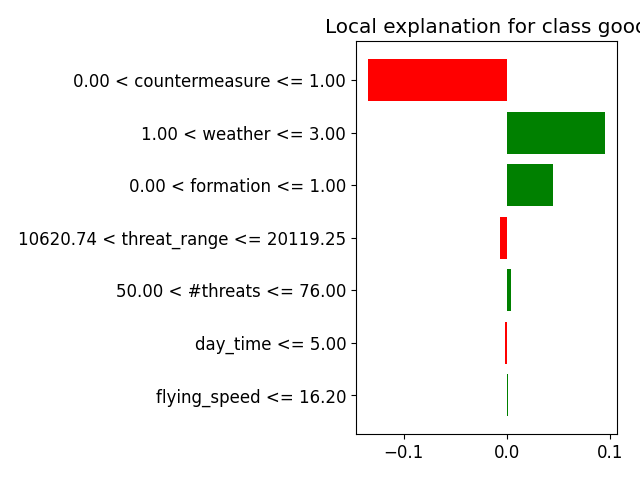 Local explanation for class good
0.00 < countermeasure <= 1.00
1.00 < weather <= 3.00
0.00 < formation <= 1.00
10620.74 < threat_range <= 20119.25
50.00 < #threats <= 76.00
day_time <= 5.00
flying_speed <= 16.20
−0.1 0.0 0.1